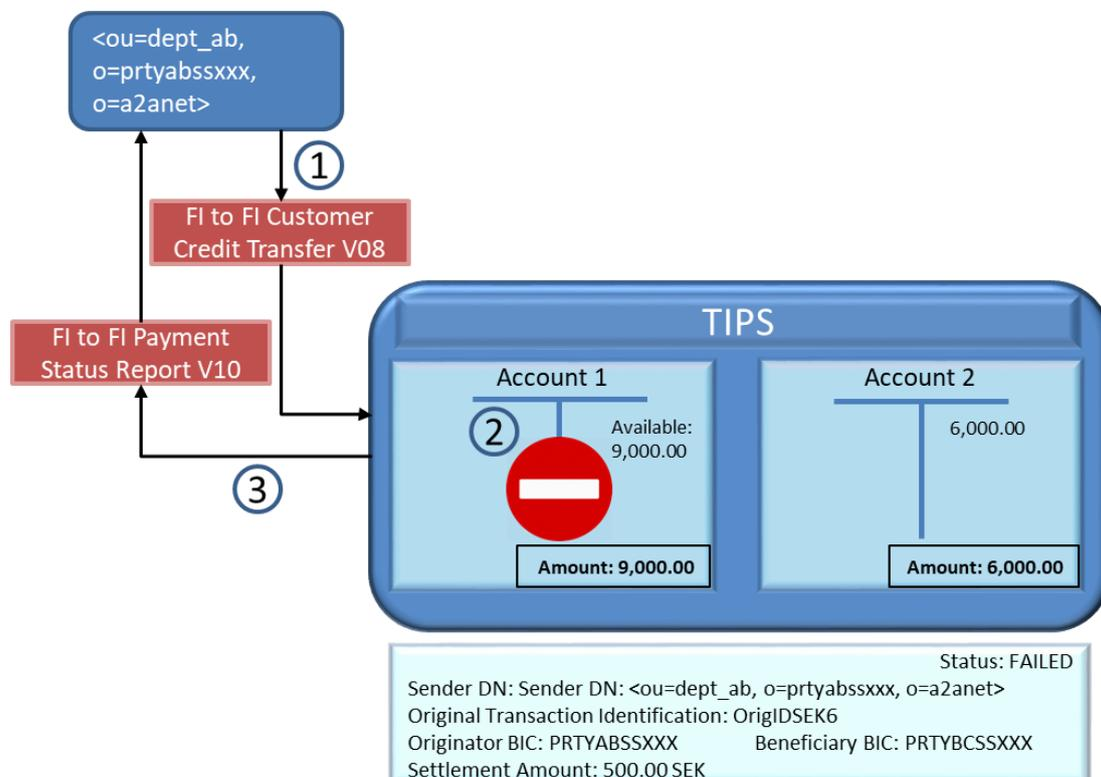 <ou=dept_ab,
o=prtyabssxxx,
o=a2anet>
1
FI to FI Customer
Credit Transfer V08
FI to FI Payment
Status Report V10
3
TIPS
Account 1
2
Available:
9,000.00
Amount: 9,000.00
Account 2
6,000.00
Amount: 6,000.00
Status: FAILED
Sender DN: Sender DN: <ou=dept_ab, o=prtyabssxxx, o=a2anet>
Original Transaction Identification: OrigIDSEK6
Originator BIC: PRTYABSSXXX Beneficiary BIC: PRTYBCSSXXX
Settlement Amount: 500.00 SEK